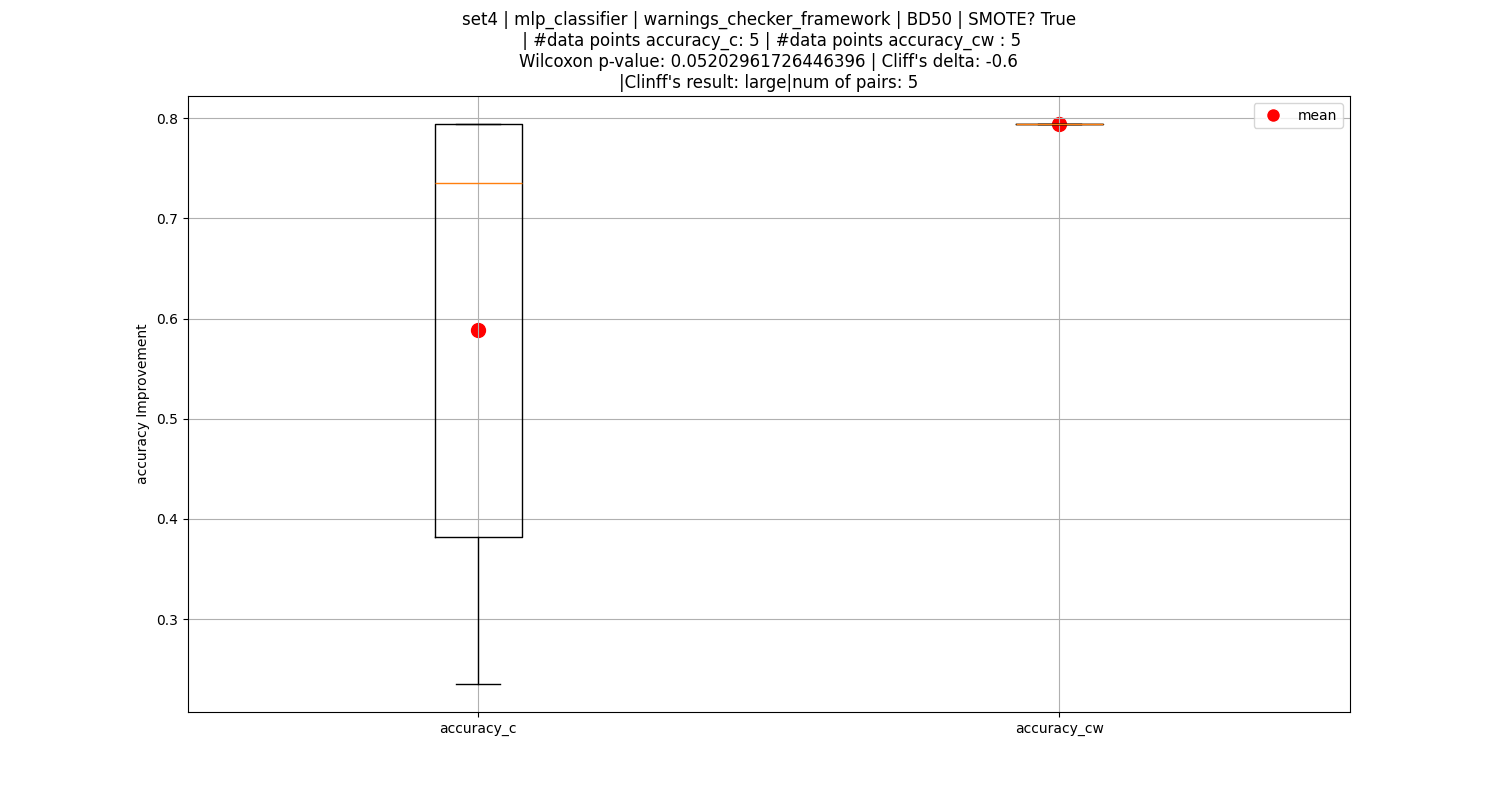 set4 | mlp_classifier | warnings_checker_framework | BD50 | SMOTE? True
| #data points accuracy_c: 5 | #data points accuracy_cw : 5
Wilcoxon p-value: 0.05202961726446396 | Cliff's delta: -0.6
|Clinff's result: large|num of pairs: 5
mean
0.8
0.7
0.6
0.5
0.4
0.3
accuracy Improvement
accuracy_c
accuracy_cw